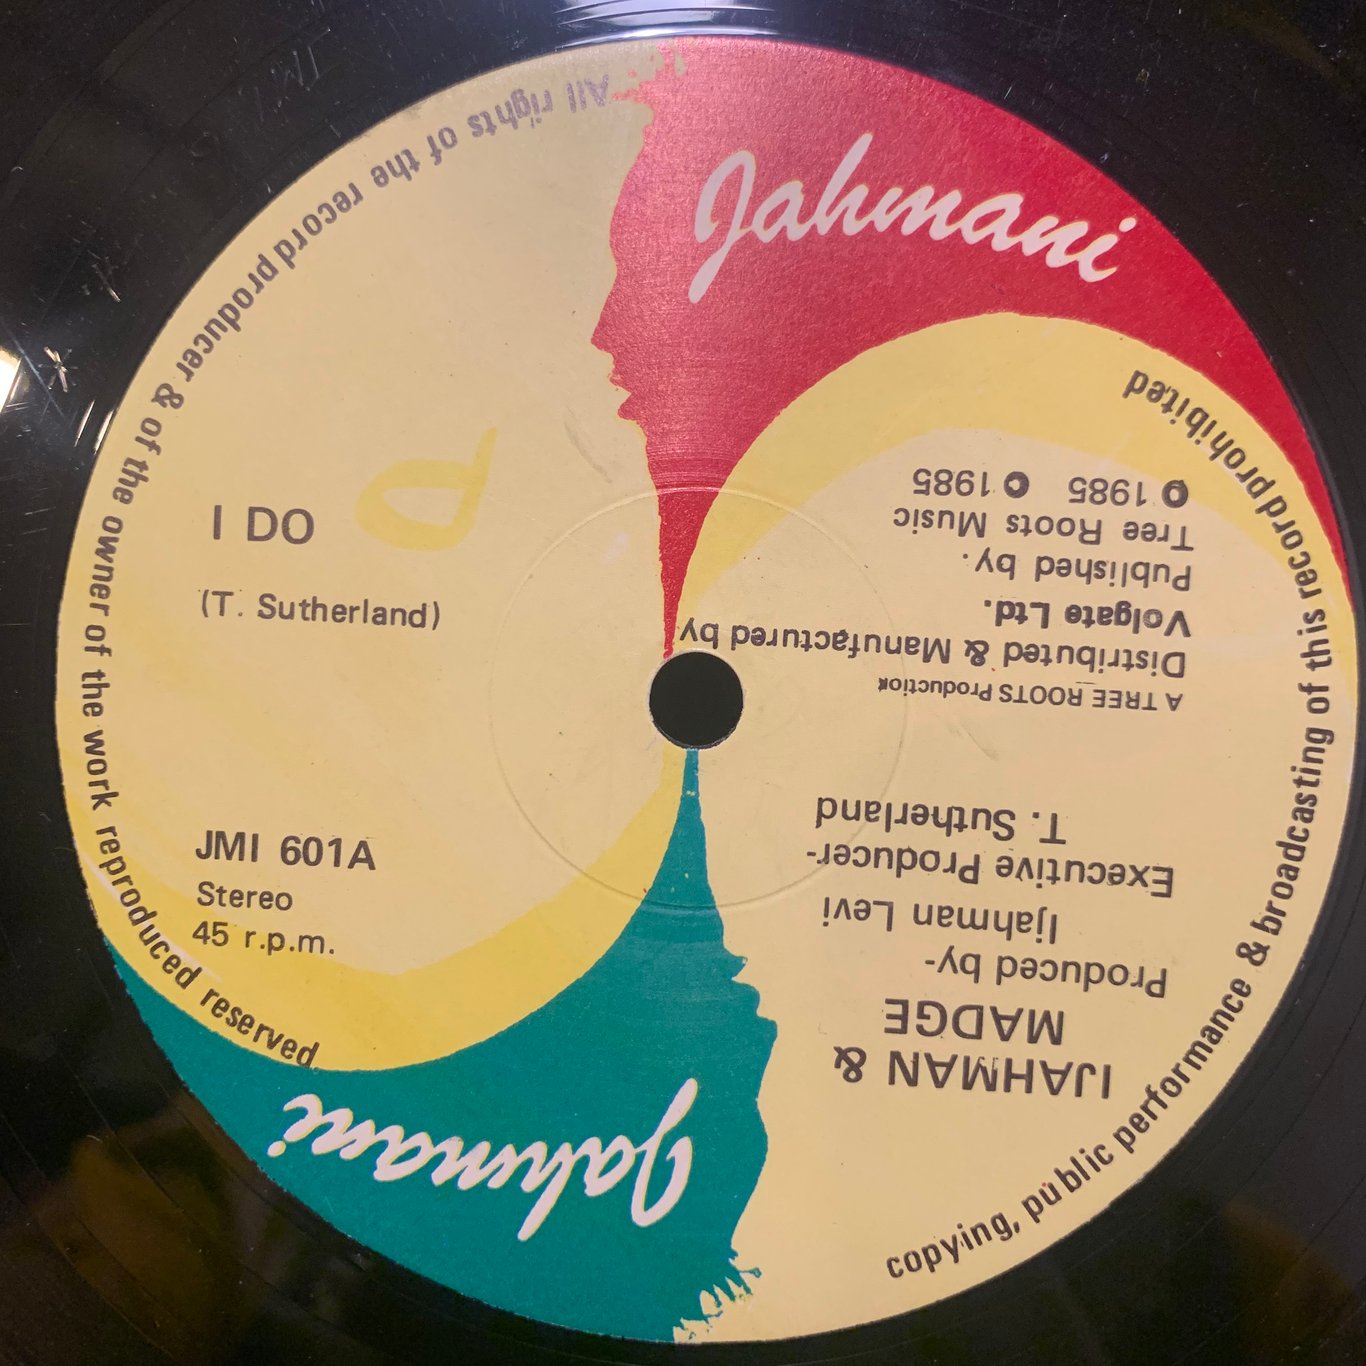 Jahmani
I DO
(T. Sutherland)
JMI 601A
Stereo
45 r.p.m.
All rights of the record producer & of the owner of the work reproduced reserved
Jahmani
IJAHMAN &
MADGE
Produced by-
Ijahman Levi
Executive Producer-
T. Sutherland
A TREE ROOTS Production
Distributed & Manufactured by
Volgate Ltd.
Published by.
Tree Roots Music
℗ 1985 © 1985
copying, public performance & broadcasting of this record prohibited